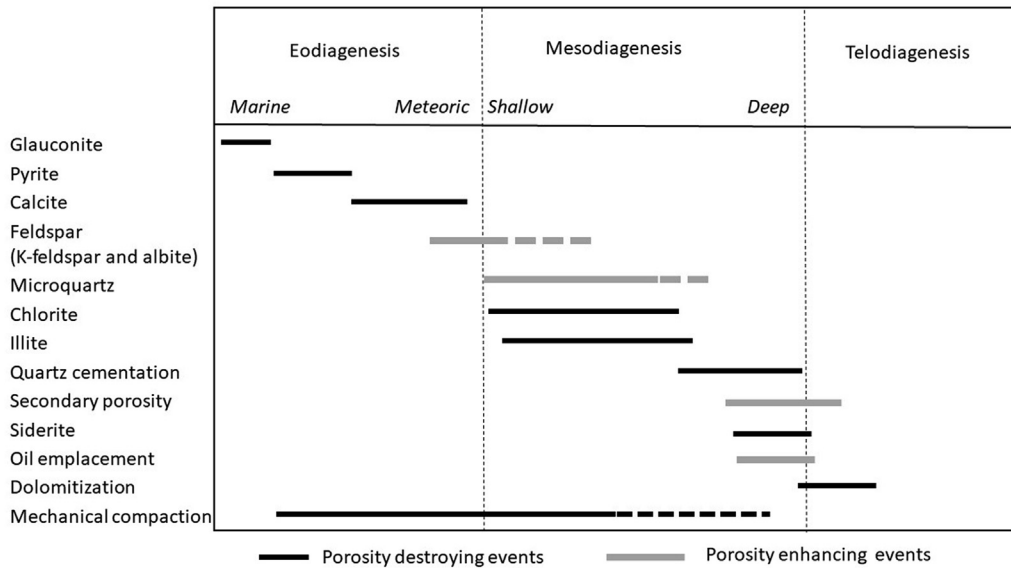 Eodiagenesis Mesodiagenesis Telodiagenesis
Marine Meteoric Shallow Deep
Glauconite
Pyrite
Calcite
Feldspar
(K-feldspar and albite)
Microquartz
Chlorite
Illite
Quartz cementation
Secondary porosity
Siderite
Oil emplacement
Dolomitization
Mechanical compaction
Porosity destroying events Porosity enhancing events